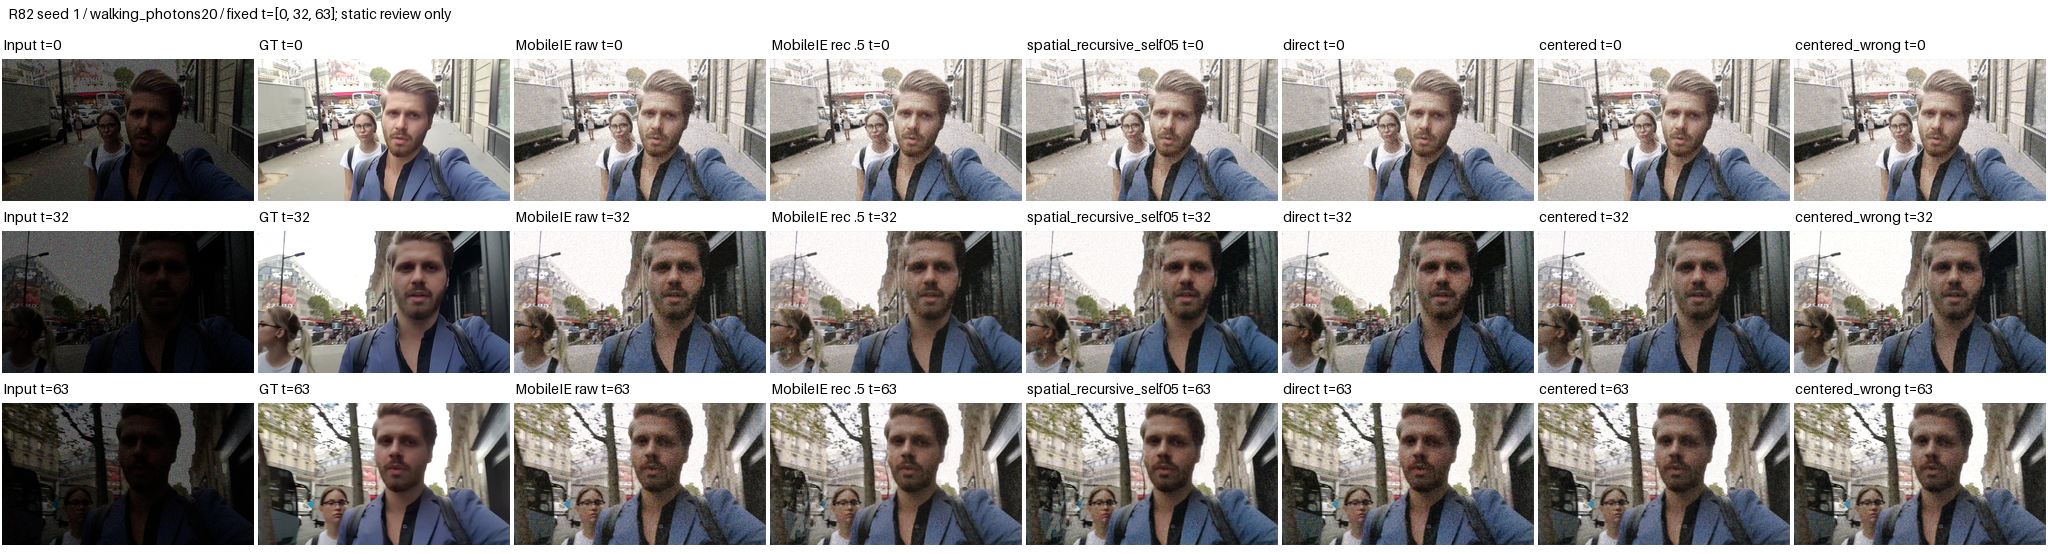 R82 seed 1 / walking_photons20 / fixed t=[0, 32, 63]; static review only
Input t=0 GT t=0 MobileIE raw t=0 MobileIE rec .5 t=0 spatial_recursive_self05 t=0 direct t=0 centered t=0 centered_wrong t=0
Input t=32 GT t=32 MobileIE raw t=32 MobileIE rec .5 t=32 spatial_recursive_self05 t=32 direct t=32 centered t=32 centered_wrong t=32
Input t=63 GT t=63 MobileIE raw t=63 MobileIE rec .5 t=63 spatial_recursive_self05 t=63 direct t=63 centered t=63 centered_wrong t=63